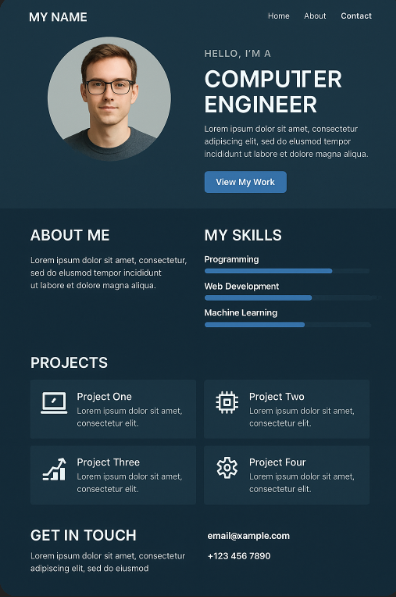 MY NAME
Home About Contact
HELLO, I'M A
COMPUTER
ENGINEER
Lorem ipsum dolor sit amet, consectetur
adipiscing elit, sed do eiusmod tempor
incididunt ut labore et dolore magna aliqua.
View My Work
ABOUT ME
Lorem ipsum dolor sit amet, consectetur,
sed do elusmod tempor incididunt
ut labore et dolore magna aliqua.
MY SKILLS
Programming
Web Development
Machine Learning
PROJECTS
Project One
Lorem ipsum dolor sit amet,
consectetur elit.
Project Two
Lorem ipsum dolor sit amet,
consectetur elit.
Project Three
Lorem ipsum dolor sit amet,
consectetur elit.
Project Four
Lorem ipsum dolor sit amet,
consectetur elit.
GET IN TOUCH
Lorem ipsum dolor sit amet, consectetur
adipiscing elit, sed do eiusmod
email@xample.com
+123 456 7890